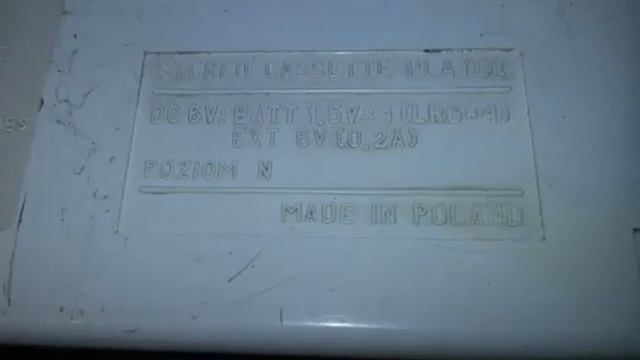 STEREO CASSETTE PLAYER
DC 6V: BATT 1,5V×4 (LR6×4)
EXT 6V (0,2A)
POZIOM N
MADE IN POLAND